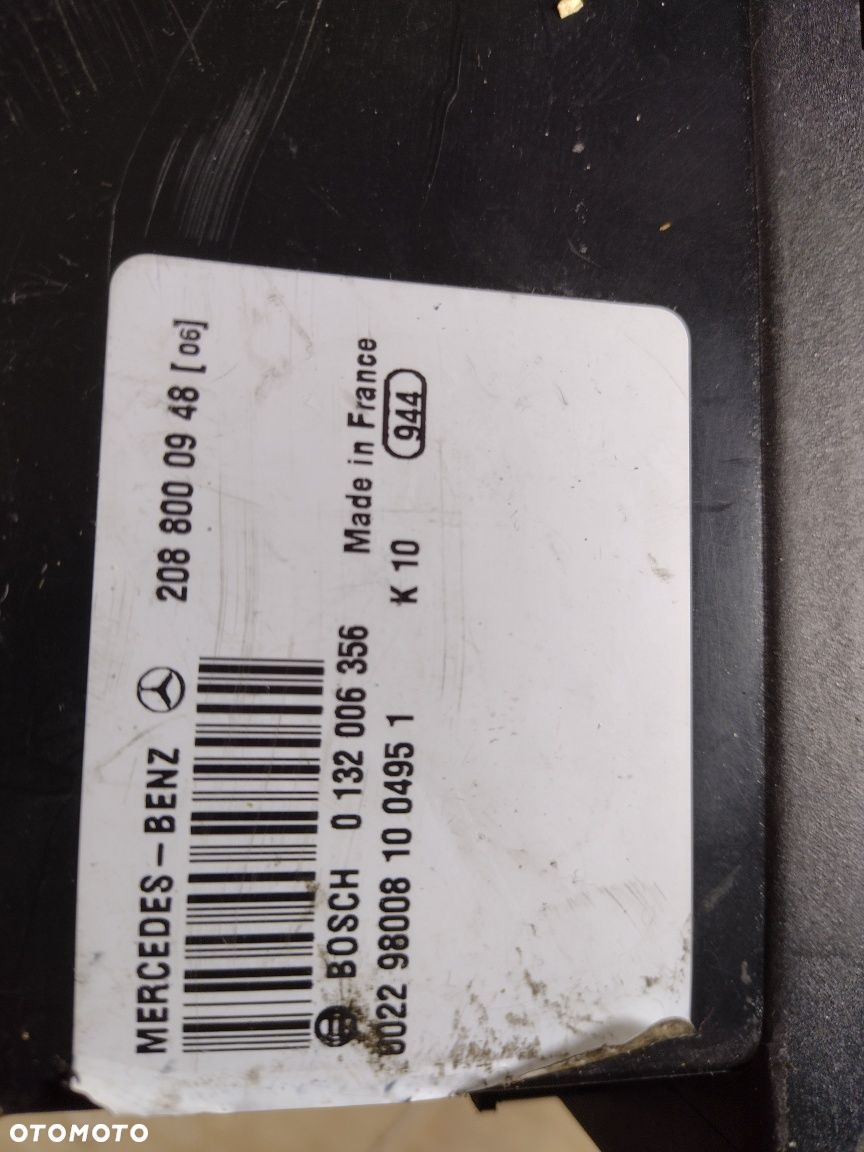 MERCEDES-BENZ 208 800 09 48 [06]
BOSCH 0 132 006 356 Made in France
0022 98008 10 0495 1 K 10 944
OTOMOTO